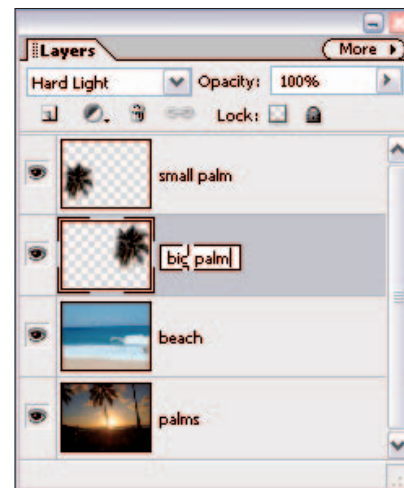 Layers
More
Hard Light Opacity: 100%
Lock:
small palm
big palm
beach
palms